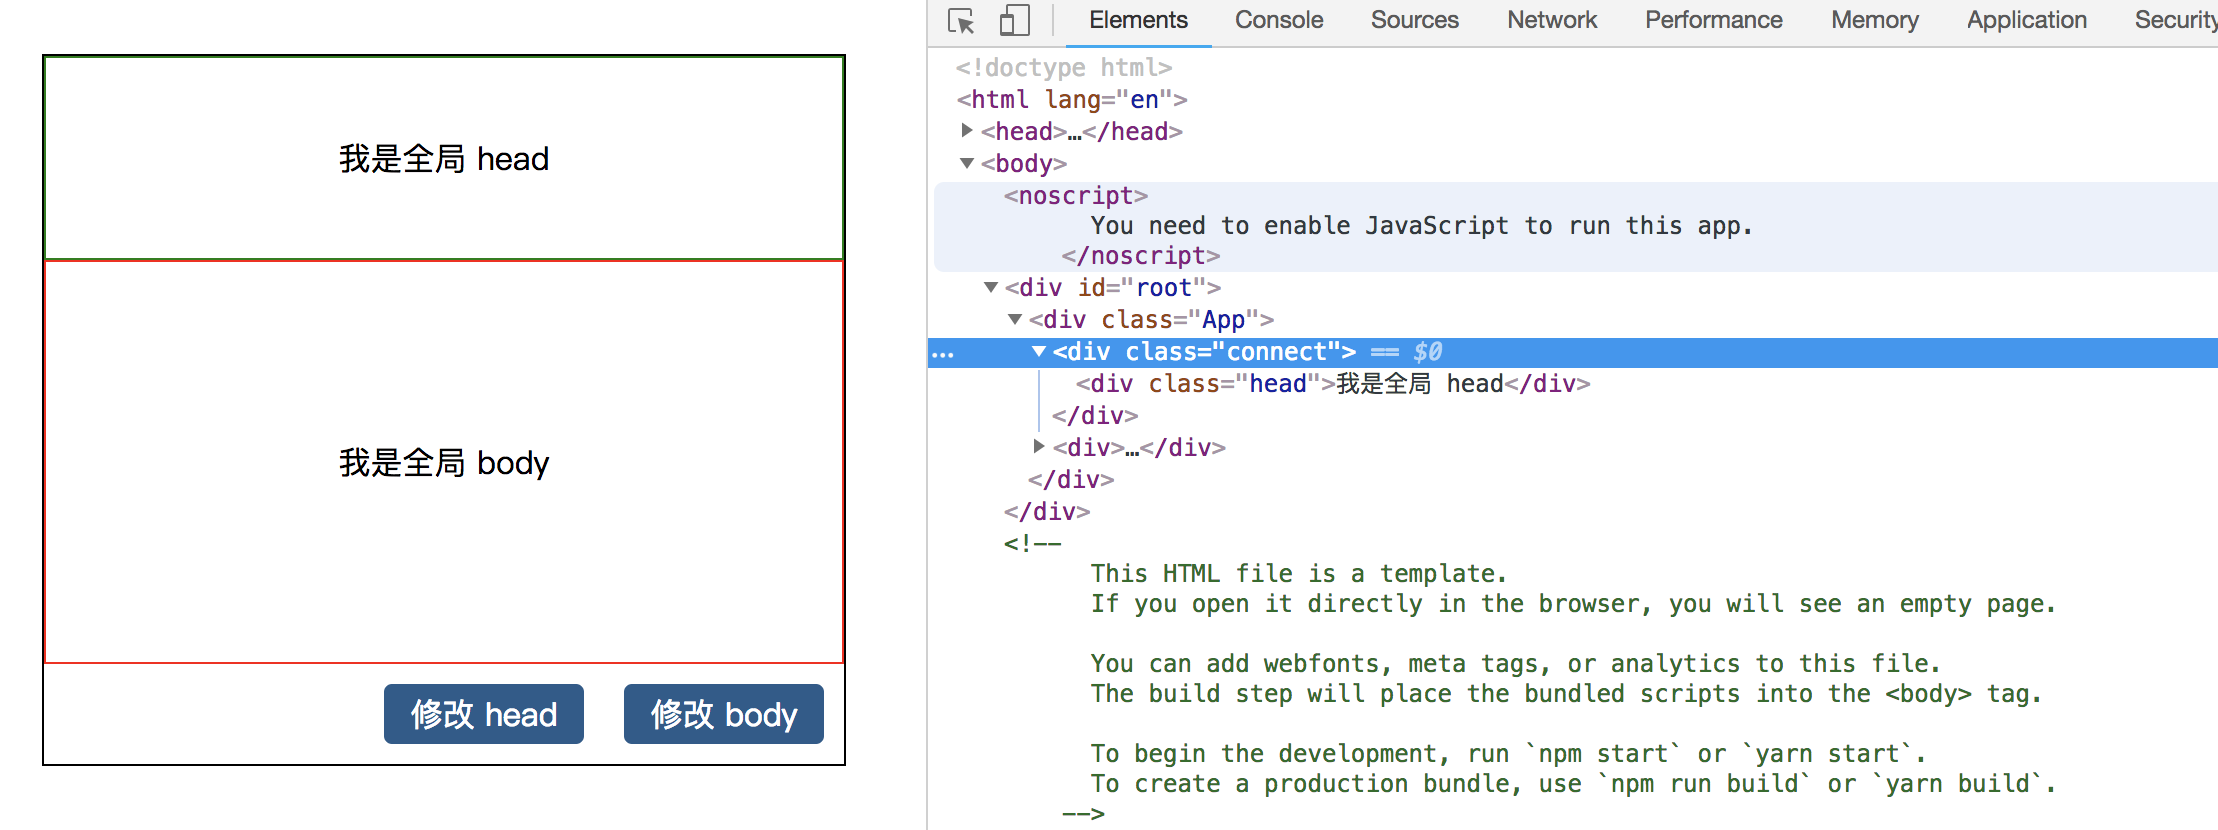 我是全局 head
我是全局 body
修改 head 修改 body
Elements Console Sources Network Performance Memory Application Security
<!doctype html>
<html lang="en">
<head>…</head>
<body>
<noscript>
You need to enable JavaScript to run this app.
</noscript>
<div id="root">
<div class="App">
… <div class="connect"> == $0
<div class="head">我是全局 head</div>
</div>
<div>…</div>
</div>
</div>
<!--
This HTML file is a template.
If you open it directly in the browser, you will see an empty page.
You can add webfonts, meta tags, or analytics to this file.
The build step will place the bundled scripts into the <body> tag.
To begin the development, run `npm start` or `yarn start`.
To create a production bundle, use `npm run build` or `yarn build`.
-->